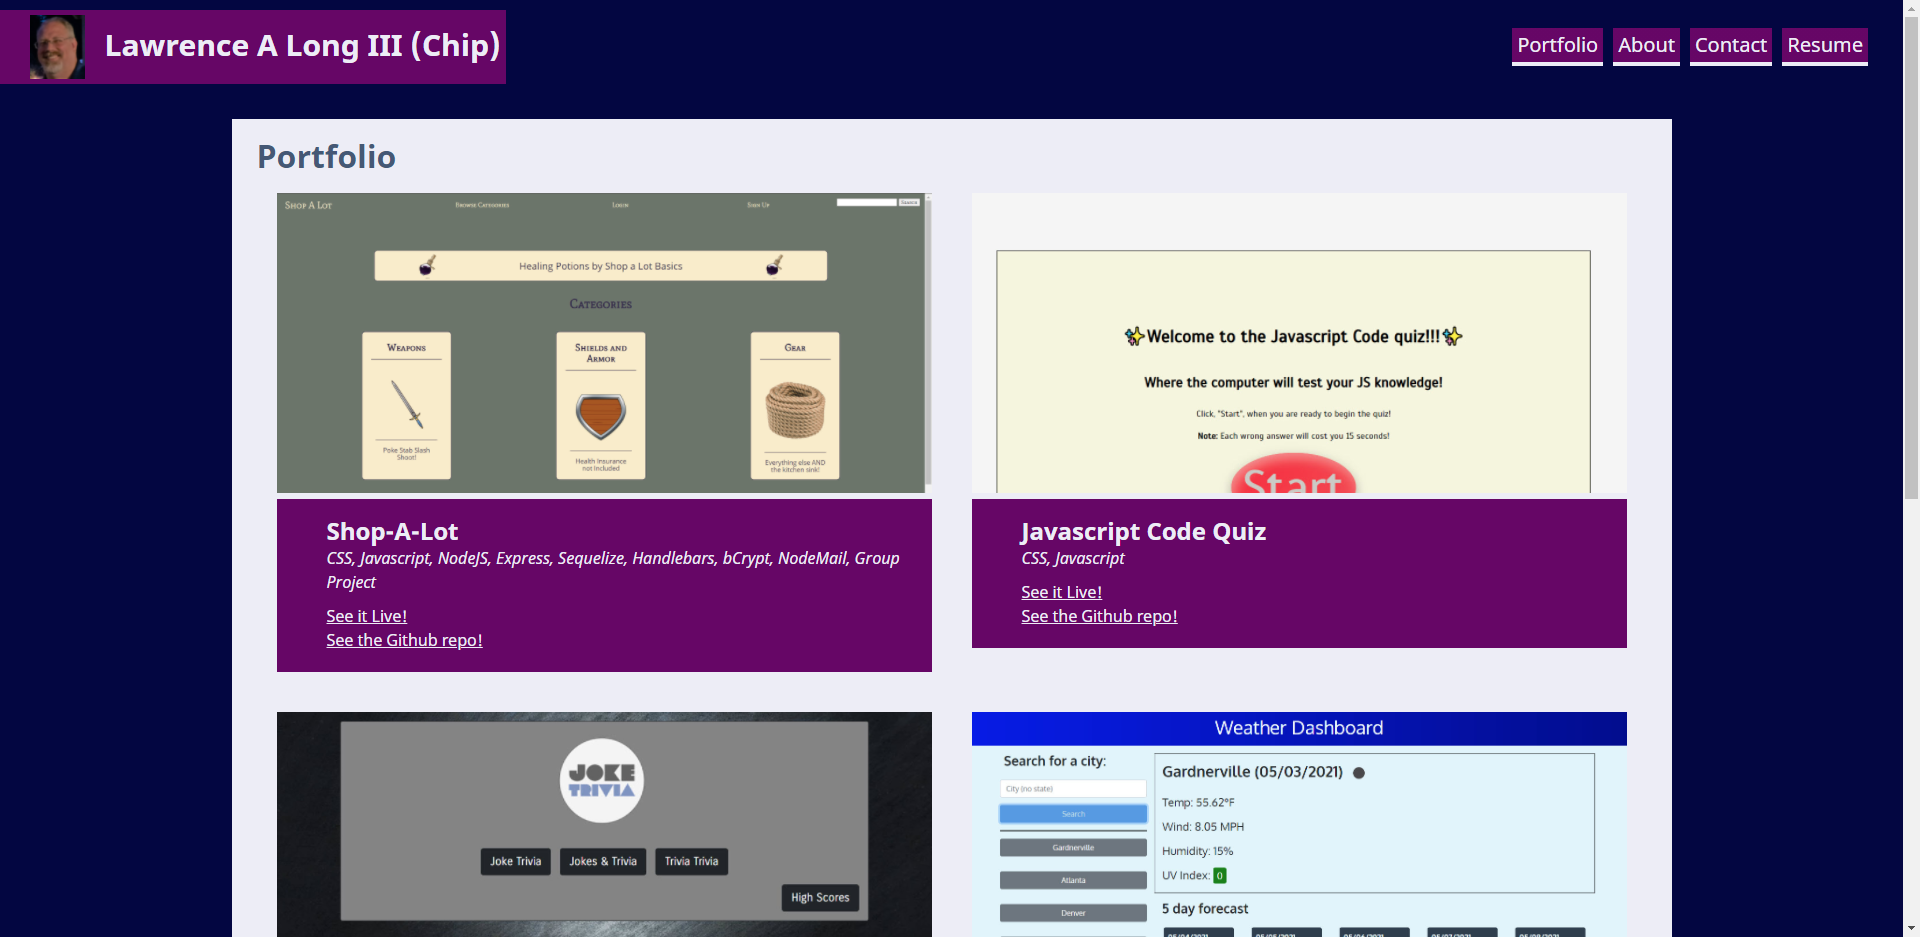 Lawrence A Long III (Chip)
Portfolio
About
Contact
Resume
Portfolio
Shop A Lot
Browse Categories
Login
Sign Up
Search
Healing Potions by Shop a Lot Basics
Categories
Weapons
Poke Stab Slash
Shoot!
Shields and
Armor
Health Insurance
not Included
Gear
Everything else AND
the kitchen sink!
✨Welcome to the Javascript Code quiz!!!✨
Where the computer will test your JS knowledge!
Click, "Start", when you are ready to begin the quiz!
Note: Each wrong answer will cost you 15 seconds!
Start
Shop-A-Lot
CSS, Javascript, NodeJS, Express, Sequelize, Handlebars, bCrypt, NodeMail, Group
Project
See it Live!
See the Github repo!
Javascript Code Quiz
CSS, Javascript
See it Live!
See the Github repo!
JOKE
TRIVIA
Joke Trivia
Jokes & Trivia
Trivia Trivia
High Scores
Weather Dashboard
Search for a city:
City (no state)
Search
Gardnerville
Atlanta
Denver
Gardnerville (05/03/2021)
Temp: 55.62°F
Wind: 8.05 MPH
Humidity: 15%
UV Index: 0
5 day forecast